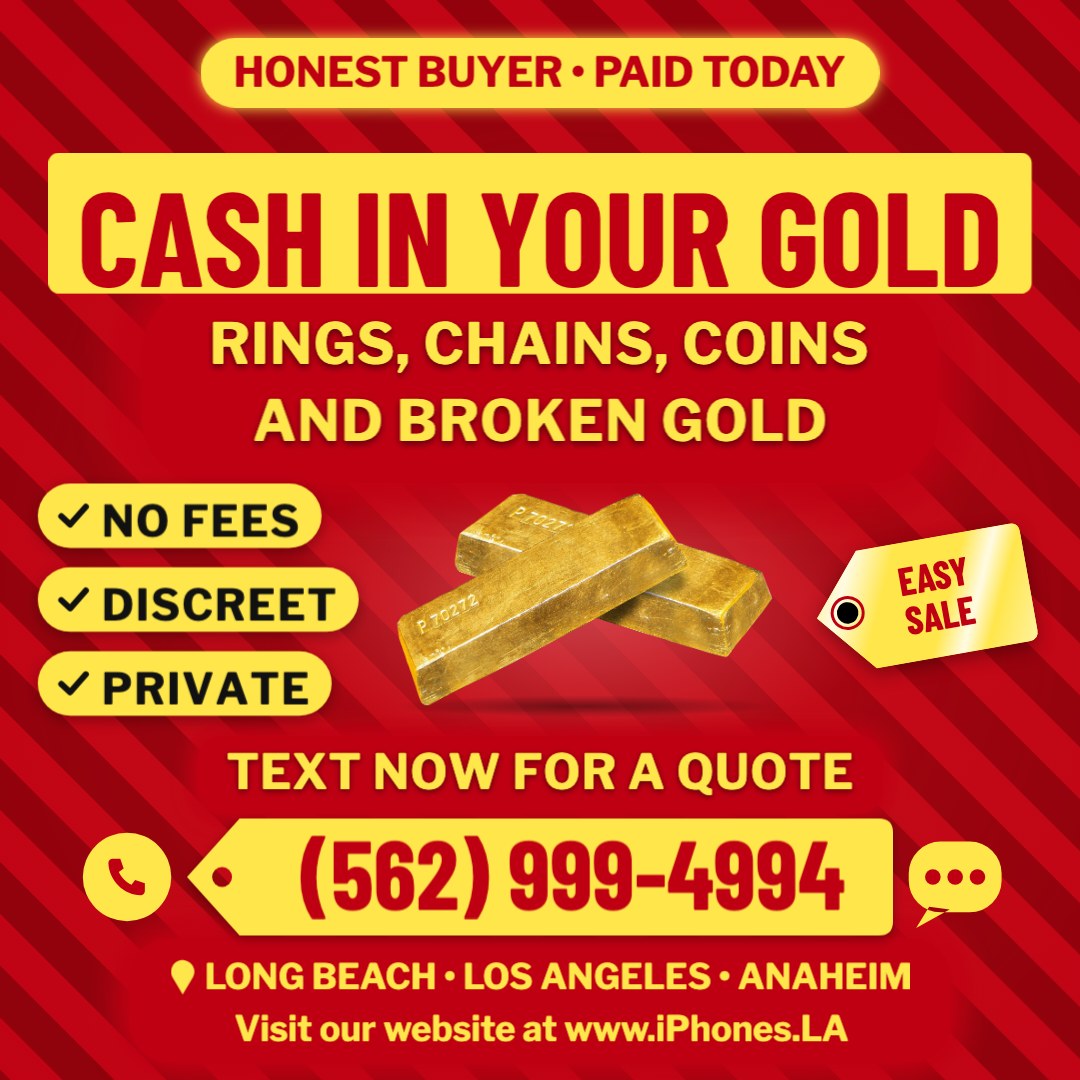 HONEST BUYER • PAID TODAY
CASH IN YOUR GOLD
RINGS, CHAINS, COINS
AND BROKEN GOLD
NO FEES
DISCREET
PRIVATE
P 7027
P 70272
EASY
SALE
TEXT NOW FOR A QUOTE
(562) 999-4994
LONG BEACH • LOS ANGELES • ANAHEIM
Visit our website at www.iPhones.LA